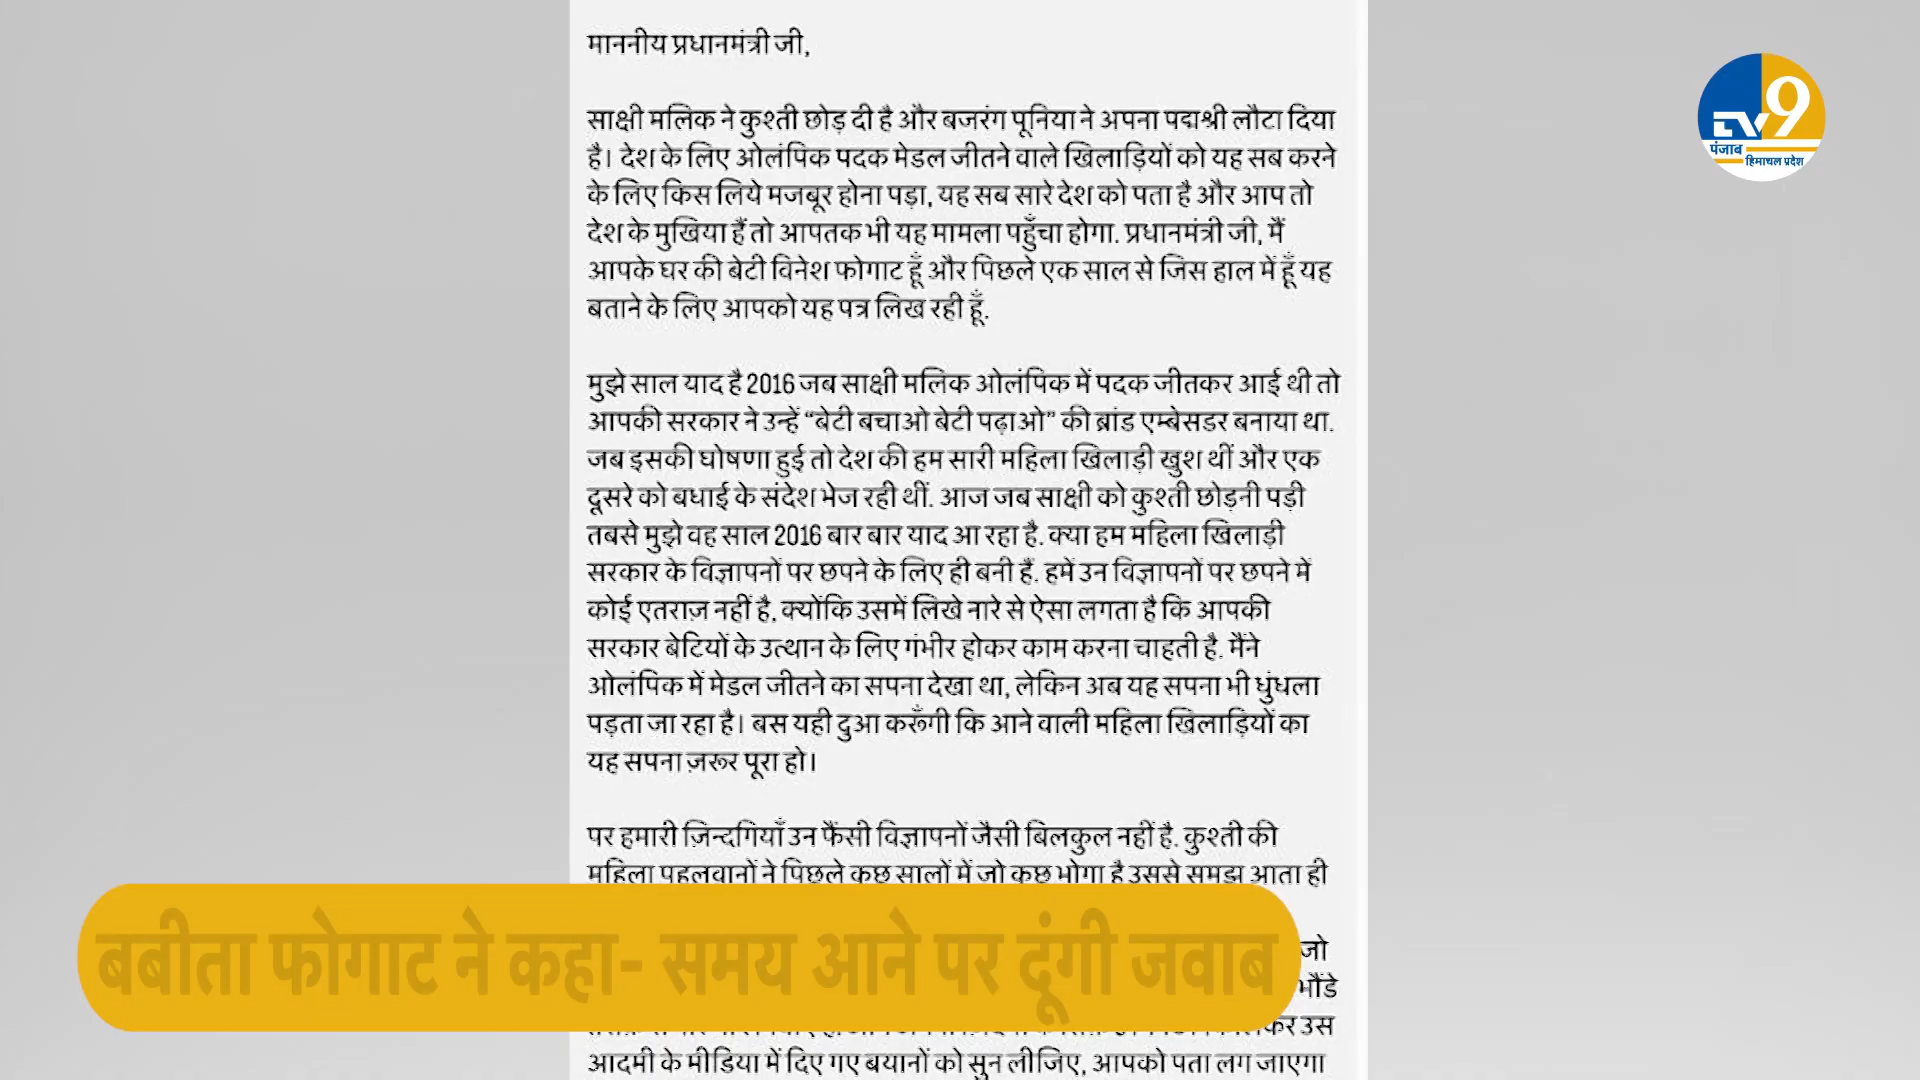 माननीय प्रधानमंत्री जी,
साक्षी मलिक ने कुश्ती छोड़ दी है और बजरंग पूनिया ने अपना पद्मश्री लौटा दिया
है। देश के लिए ओलंपिक पदक मेडल जीतने वाले खिलाड़ियों को यह सब करने
के लिए किस लिये मजबूर होना पड़ा, यह सब सारे देश को पता है और आप तो
देश के मुखिया हैं तो आपतक भी यह मामला पहुँचा होगा. प्रधानमंत्री जी, मैं
आपके घर की बेटी विनेश फोगाट हूँ और पिछले एक साल से जिस हाल में हूँ यह
बताने के लिए आपको यह पत्र लिख रही हूँ.
मुझे साल याद है 2016 जब साक्षी मलिक ओलंपिक में पदक जीतकर आई थी तो
आपकी सरकार ने उन्हें “बेटी बचाओ बेटी पढ़ाओ” की ब्रांड एम्बेसडर बनाया था.
जब इसकी घोषणा हुई तो देश की हम सारी महिला खिलाड़ी खुश थीं और एक
दूसरे को बधाई के संदेश भेज रही थीं. आज जब साक्षी को कुश्ती छोड़नी पड़ी
तबसे मुझे वह साल 2016 बार बार याद आ रहा है. क्या हम महिला खिलाड़ी
सरकार के विज्ञापनों पर छपने के लिए ही बनी हैं. हमें उन विज्ञापनों पर छपने में
कोई एतराज़ नहीं है, क्योंकि उसमें लिखे नारे से ऐसा लगता है कि आपकी
सरकार बेटियों के उत्थान के लिए गंभीर होकर काम करना चाहती है. मैंने
ओलंपिक में मेडल जीतने का सपना देखा था, लेकिन अब यह सपना भी धुंधला
पड़ता जा रहा है। बस यही दुआ करूँगी कि आने वाली महिला खिलाड़ियों का
यह सपना ज़रूर पूरा हो।
पर हमारी ज़िन्दगियाँ उन फैंसी विज्ञापनों जैसी बिलकुल नहीं है. कुश्ती की
महिला पहलवानों ने पिछले कुछ सालों में जो कुछ भोगा है उससे समझ आता ही
जो
भौंडे
उस
आदमी के मीडिया में दिए गए बयानों को सुन लीजिए, आपको पता लग जाएगा
बबीता फोगाट ने कहा- समय आने पर दूंगी जवाब
TV9
पंजाब
हिमाचल प्रदेश